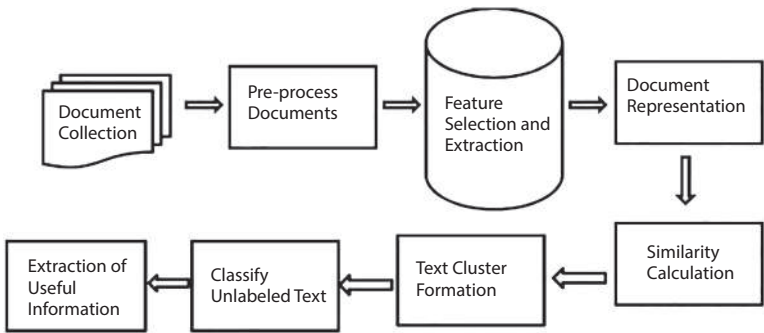 Document
Collection
Pre-process
Documents
Feature
Selection and
Extraction
Document
Representation
Similarity
Calculation
Text Cluster
Formation
Classify
Unlabeled Text
Extraction of
Useful
Information